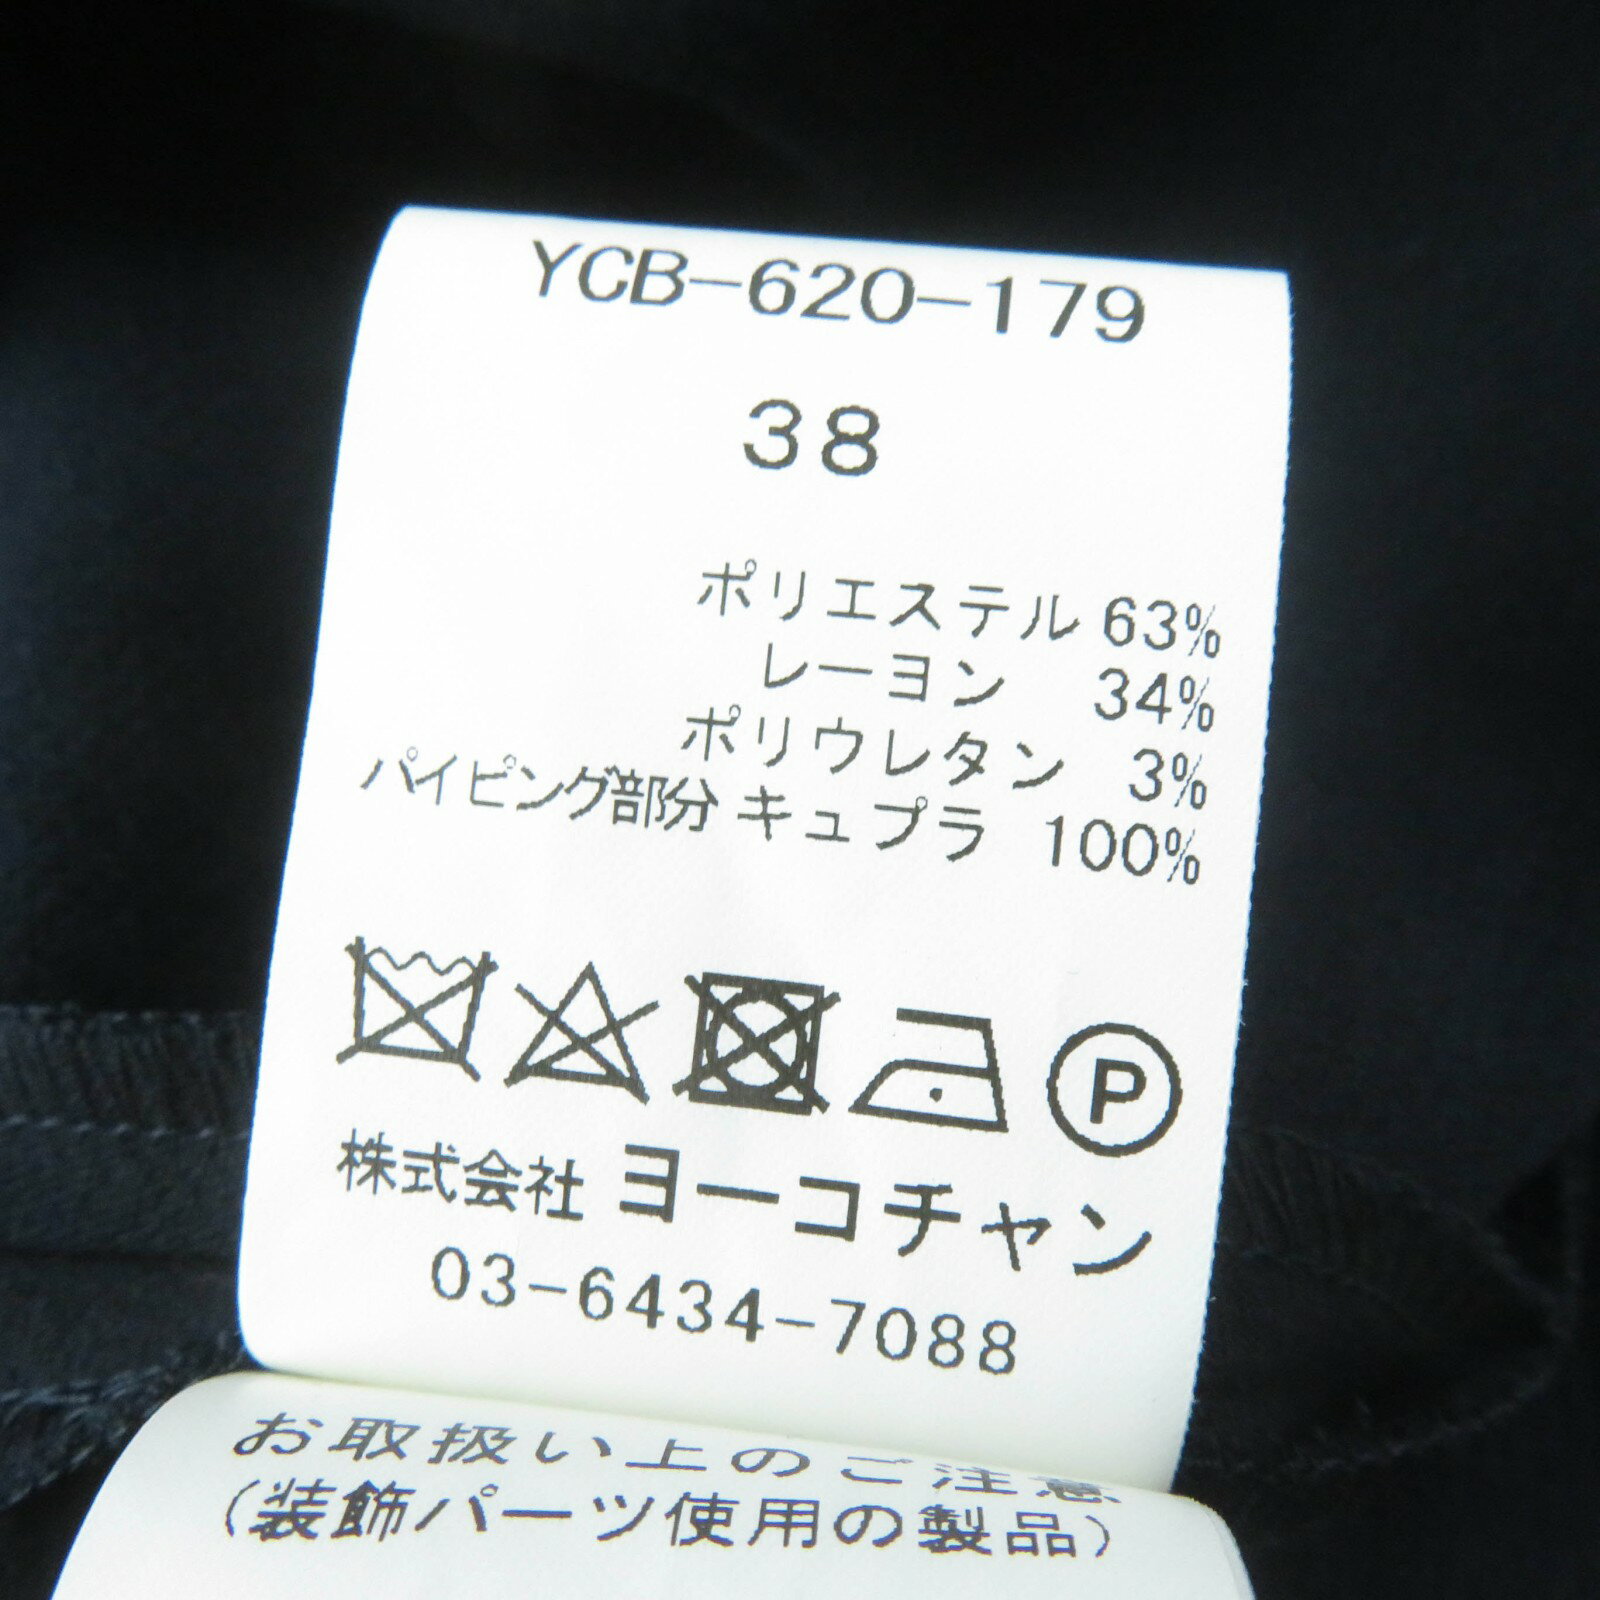 YCB-620-179
38
ポリエステル 63%
レーヨン 34%
ポリウレタン 3%
パイピング部分 キュプラ 100%
P
株式会社 ヨーコチャン
03-6434-7088
お取扱い上のご注意
(装飾パーツ使用の製品)